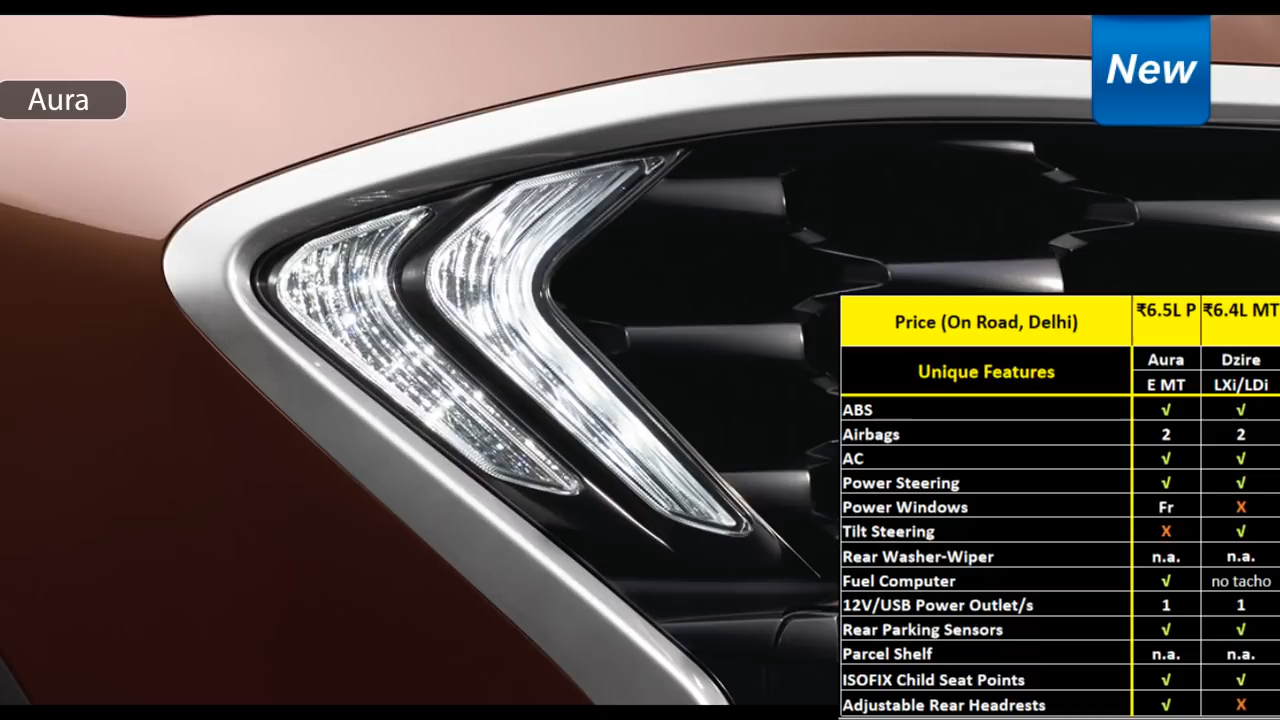 New
Aura
Price (On Road, Delhi) ₹6.5L P ₹6.4L MT
Unique Features Aura Dzire
E MT LXi/LDi
ABS √ √
Airbags 2 2
AC √ √
Power Steering √ √
Power Windows Fr X
Tilt Steering X √
Rear Washer-Wiper n.a. n.a.
Fuel Computer √ no tacho
12V/USB Power Outlet/s 1 1
Rear Parking Sensors √ √
Parcel Shelf n.a. n.a.
ISOFIX Child Seat Points √ √
Adjustable Rear Headrests √ X